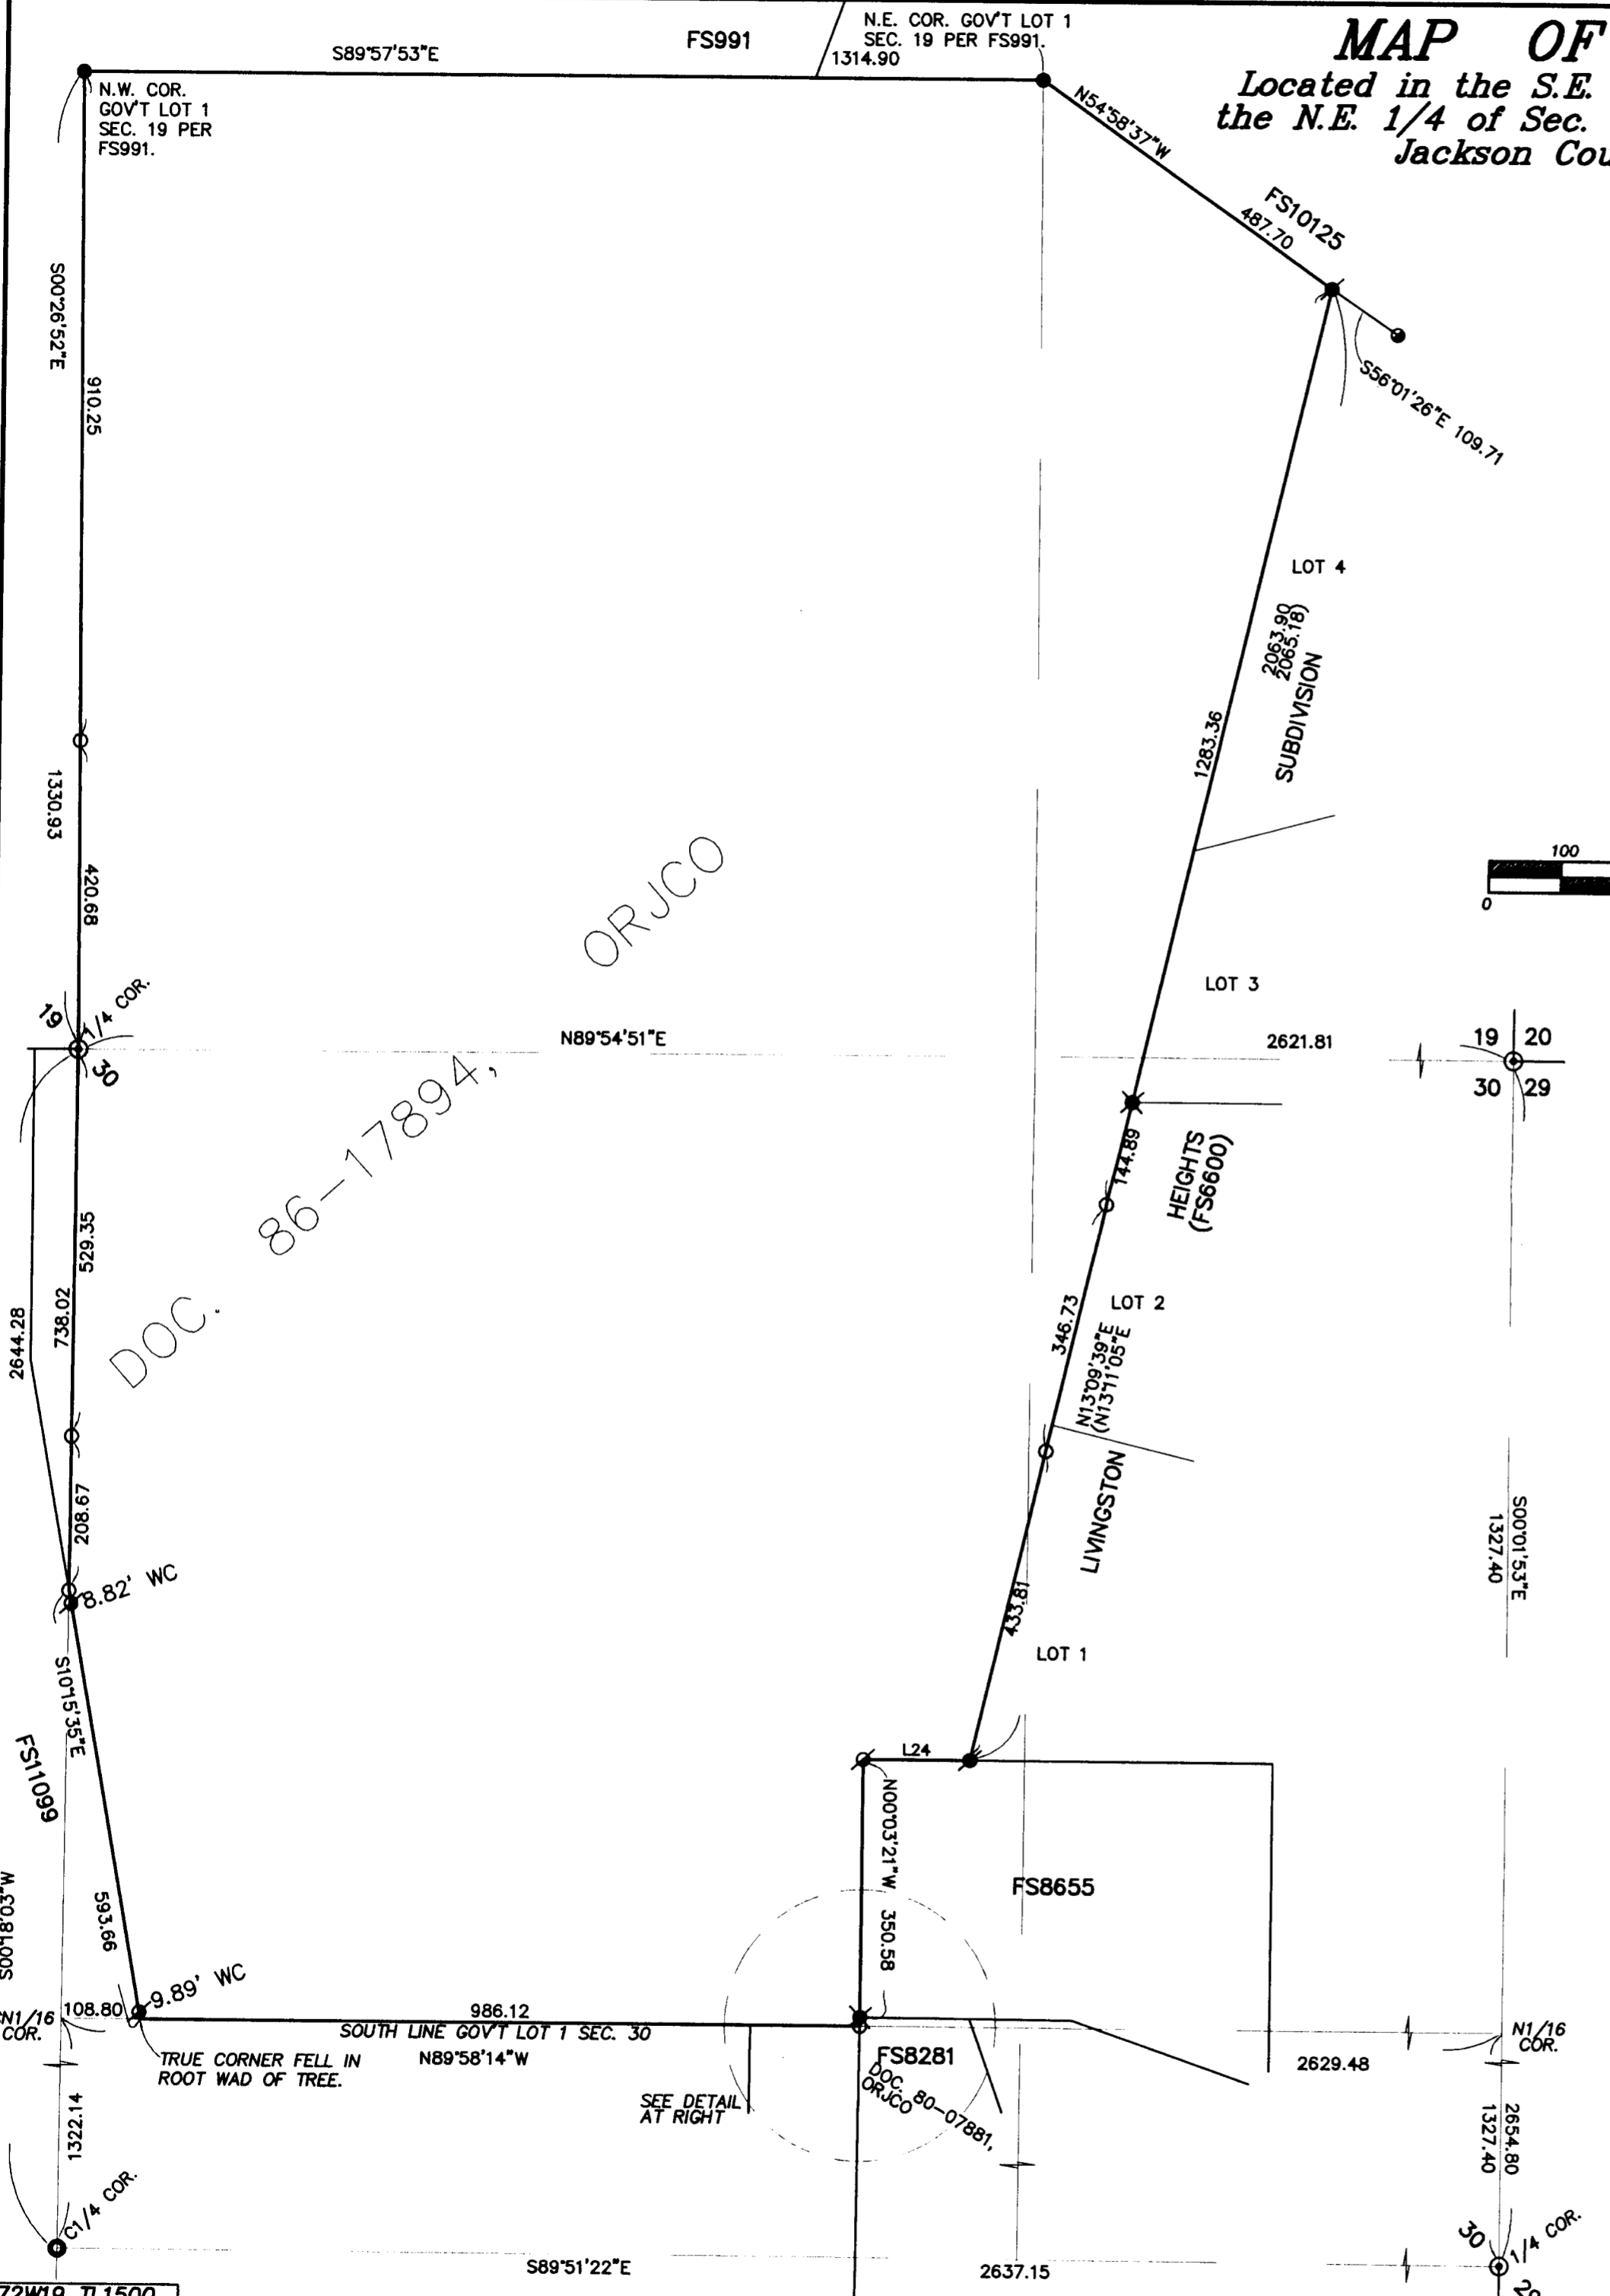 S89°57'53"E
FS991
N.E. COR. GOV'T LOT 1
SEC. 19 PER FS991.
1314.90
MAP OF
Located in the S.E.
the N.E. 1/4 of Sec.
Jackson Cou
N.W. COR.
GOV'T LOT 1
SEC. 19 PER
FS991.
N54°58'37"W
FS10125
487.70
S56°01'26"E 109.71
S00°26'52"E
910.25
LOT 4
2063.90
(2065.18)
SUBDIVISION
1283.36
1330.93
420.68
100
0
ORJCO
LOT 3
19
1/4 COR.
30
N89°54'51"E
2621.81
19 20
30 29
DOC. 86-17894,
144.89
HEIGHTS
(FS6600)
529.35
738.02
2644.28
346.73
LOT 2
N13°09'39"E
(N13°11'05"E
LIVINGSTON
208.67
S00°01'53"E
1327.40
8.82' WC
433.81
LOT 1
S10°15'35"E
FS11099
L24
N00°03'21"W 350.58
FS8655
S00°18'03"W
593.66
9.89' WC
N1/16
COR.
108.80
986.12
SOUTH LINE GOV'T LOT 1 SEC. 30
N89°58'14"W
TRUE CORNER FELL IN
ROOT WAD OF TREE.
FS8281
DOC. 80-07881,
ORJCO
2629.48
N1/16
COR.
SEE DETAIL
AT RIGHT
1322.14
2654.80
1327.40
C1/4 COR.
S89°51'22"E
2637.15
30
1/4 COR.
72W19 TL1500